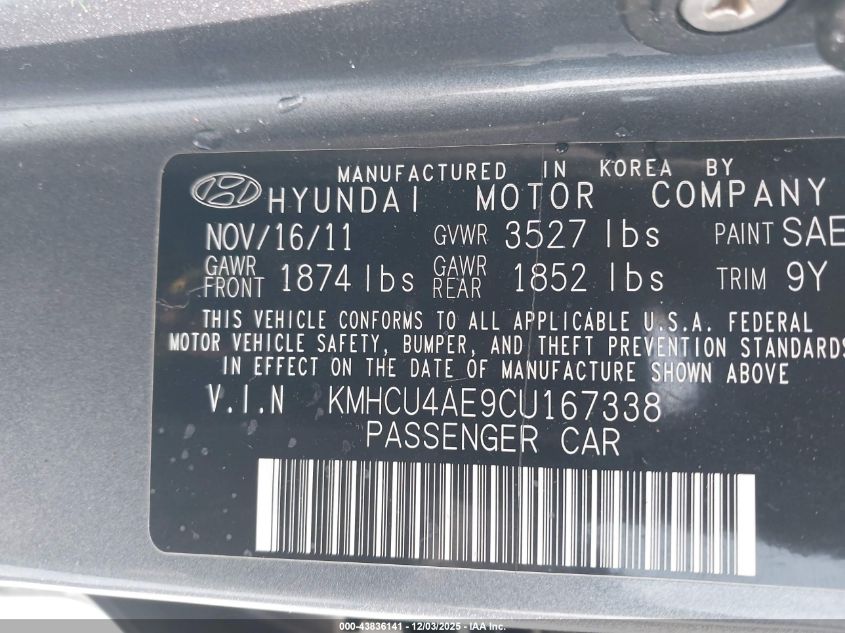 MANUFACTURED IN KOREA BY
HYUNDAI MOTOR COMPANY
NOV/16/11 GVWR 3527 lbs PAINT SAE
GAWR FRONT 1874 lbs GAWR REAR 1852 lbs TRIM 9Y
THIS VEHICLE CONFORMS TO ALL APPLICABLE U.S.A. FEDERAL
MOTOR VEHICLE SAFETY, BUMPER, AND THEFT PREVENTION STANDARDS
IN EFFECT ON THE DATE OF MANUFACTURE SHOWN ABOVE
V.I.N KMHCU4AE9CU167338
PASSENGER CAR
000-43836141 - 12/03/2025 - IAA Inc.